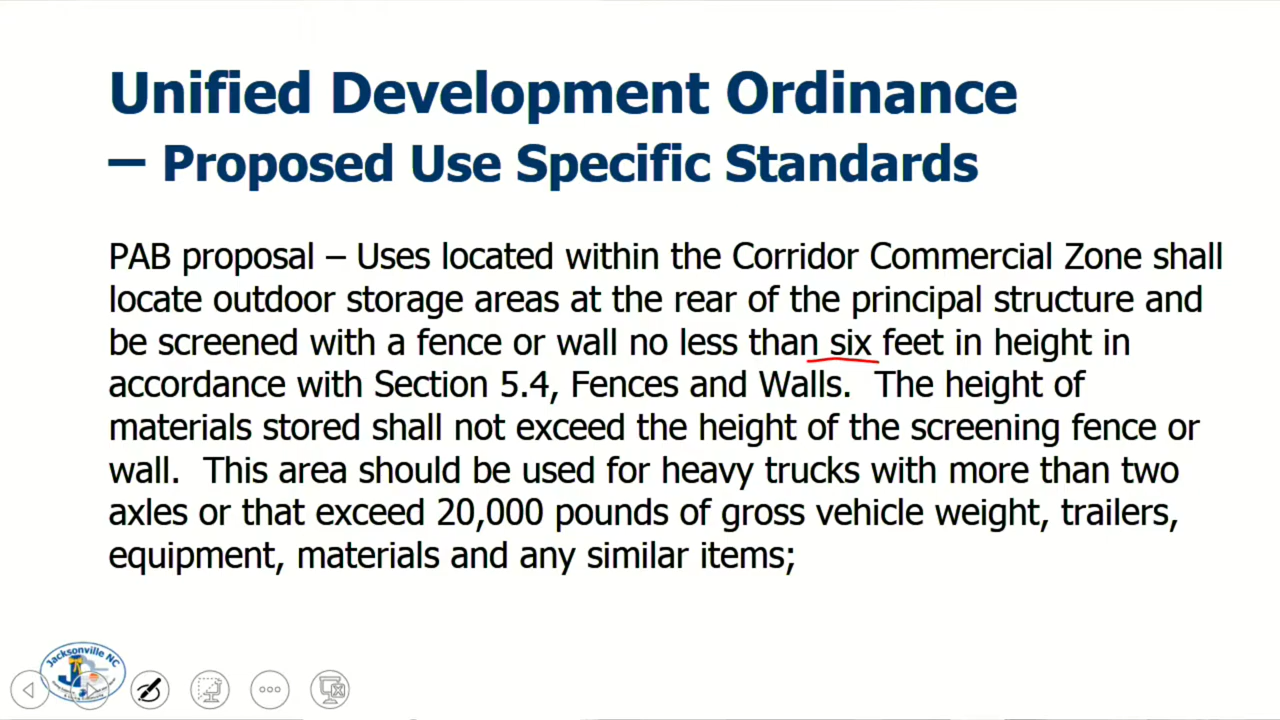 Unified Development Ordinance
– Proposed Use Specific Standards
PAB proposal – Uses located within the Corridor Commercial Zone shall
locate outdoor storage areas at the rear of the principal structure and
be screened with a fence or wall no less than six feet in height in
accordance with Section 5.4, Fences and Walls.  The height of
materials stored shall not exceed the height of the screening fence or
wall.  This area should be used for heavy trucks with more than two
axles or that exceed 20,000 pounds of gross vehicle weight, trailers,
equipment, materials and any similar items;
Jacksonville NC